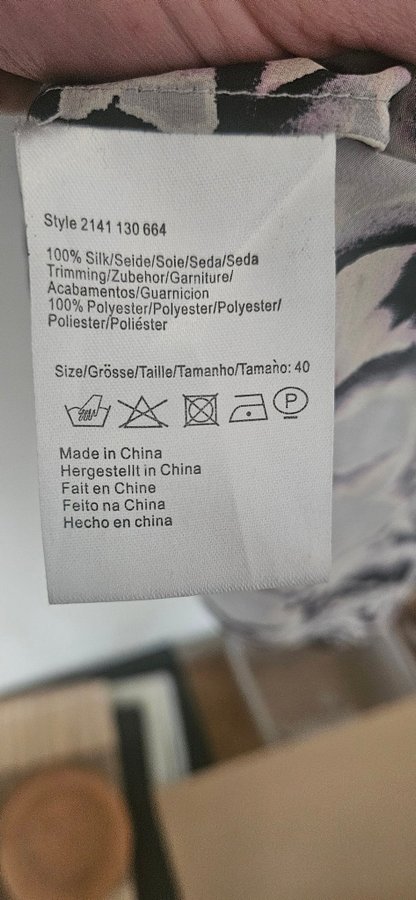 Style 2141 130 664
100% Silk/Seide/Soie/Seda/Seda
Trimming/Zubehor/Garniture/
Acabamentos/Guarnicion
100% Polyester/Polyester/Polyester/
Poliester/Poliéster
Size/Grösse/Taille/Tamanho/Tamaño: 40
P
Made in China
Hergestellt in China
Fait en Chine
Feito na China
Hecho en china